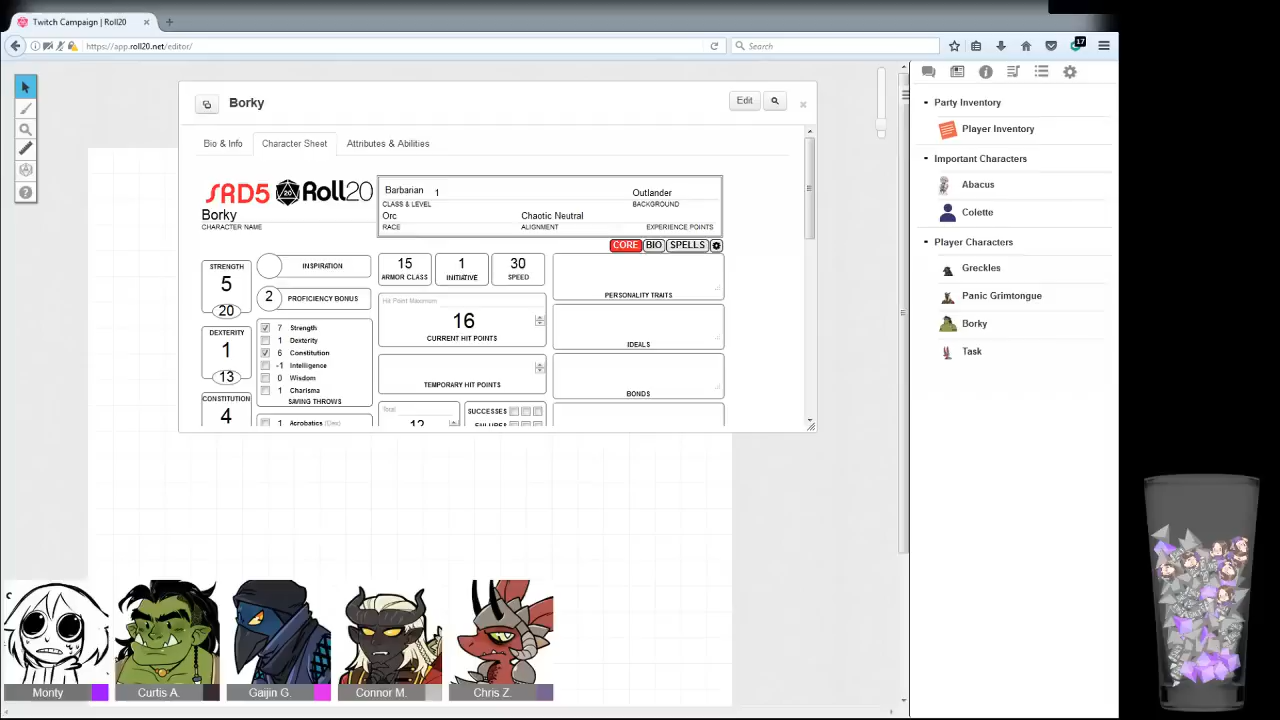 Twitch Campaign | Roll20
https://app.roll20.net/editor/
Search
17
Borky
Edit
Bio & Info
Character Sheet
Attributes & Abilities
SRD5 Roll20
Borky
CHARACTER NAME
Barbarian 1
Outlander
CLASS & LEVEL
BACKGROUND
Orc
Chaotic Neutral
RACE
ALIGNMENT
EXPERIENCE POINTS
CORE
BIO
SPELLS
STRENGTH
5
20
DEXTERITY
1
13
CONSTITUTION
4
INSPIRATION
2 PROFICIENCY BONUS
7 Strength
1 Dexterity
6 Constitution
-1 Intelligence
0 Wisdom
1 Charisma
SAVING THROWS
1 Acrobatics (Dex)
15
ARMOR CLASS
1
INITIATIVE
30
SPEED
Hit Point Maximum
16
CURRENT HIT POINTS
TEMPORARY HIT POINTS
Total
12
SUCCESSES
FAILURES
PERSONALITY TRAITS
IDEALS
BONDS
Party Inventory
Player Inventory
Important Characters
Abacus
Colette
Player Characters
Greckles
Panic Grimtongue
Borky
Task
Monty
Curtis A.
Gaijin G.
Connor M.
Chris Z.